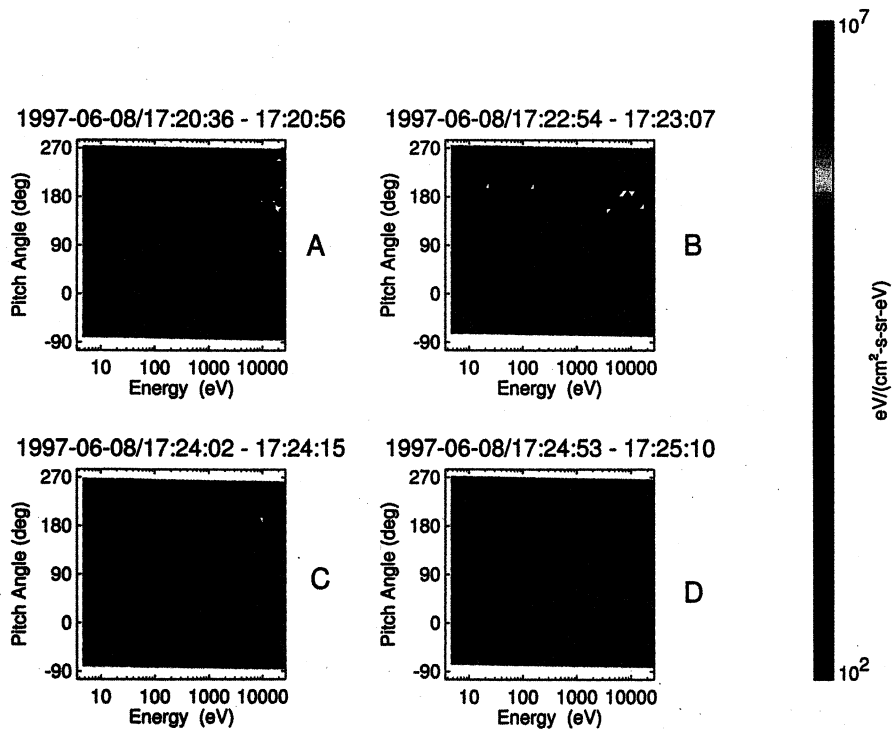 10^7
1997-06-08/17:20:36 - 17:20:56
270
180
90
0
-90
Pitch Angle (deg)
10 100 1000 10000
Energy (eV)
A
1997-06-08/17:22:54 - 17:23:07
270
180
90
0
-90
Pitch Angle (deg)
10 100 1000 10000
Energy (eV)
B
eV/(cm²-s-sr-eV)
1997-06-08/17:24:02 - 17:24:15
270
180
90
0
-90
Pitch Angle (deg)
10 100 1000 10000
Energy (eV)
C
1997-06-08/17:24:53 - 17:25:10
270
180
90
0
-90
Pitch Angle (deg)
10 100 1000 10000
Energy (eV)
D
10^2